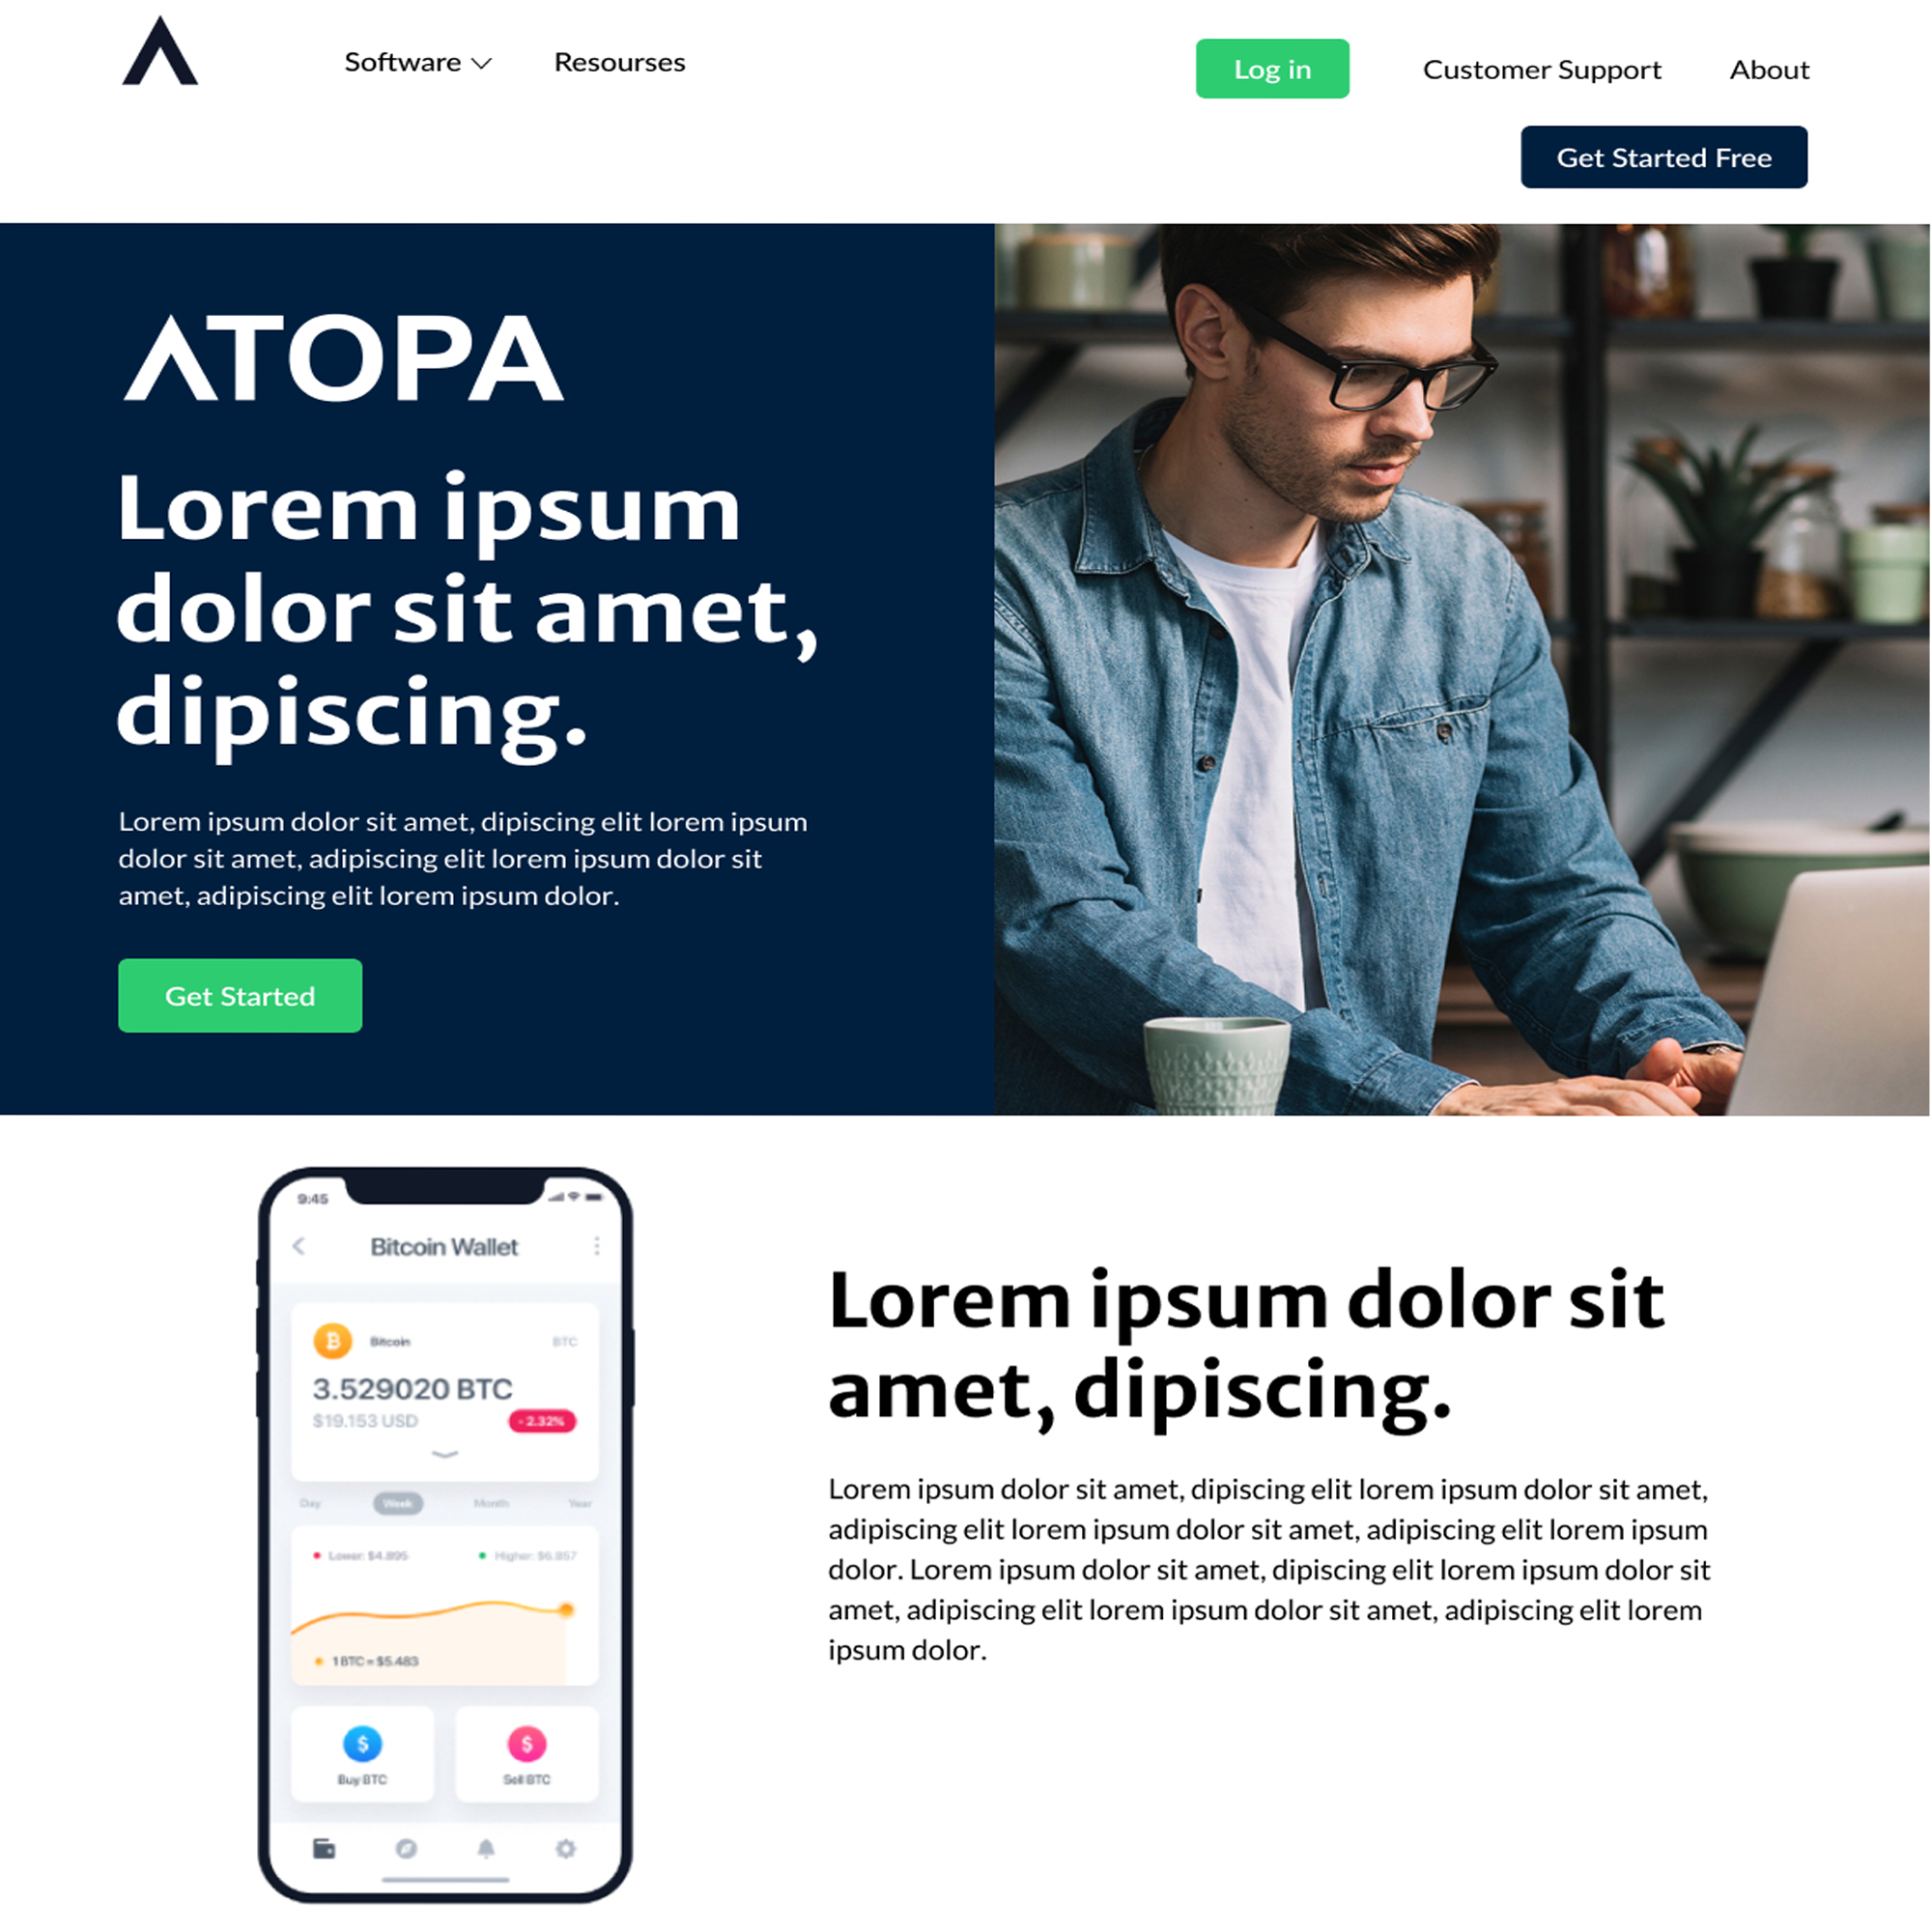 Software
Resourses
Log in
Customer Support
About
Get Started Free
ATOPA
Lorem ipsum
dolor sit amet,
dipiscing.
Lorem ipsum dolor sit amet, dipiscing elit lorem ipsum
dolor sit amet, adipiscing elit lorem ipsum dolor sit
amet, adipiscing elit lorem ipsum dolor.
Get Started
9:45
Bitcoin Wallet
Bitcoin
BTC
3.529020 BTC
$19.153 USD
- 2.32%
Day
Week
Month
Year
Lower: $4.895
Higher: $6.857
1 BTC = $5.483
Buy BTC
Sell BTC
Lorem ipsum dolor sit
amet, dipiscing.
Lorem ipsum dolor sit amet, dipiscing elit lorem ipsum dolor sit amet,
adipiscing elit lorem ipsum dolor sit amet, adipiscing elit lorem ipsum
dolor. Lorem ipsum dolor sit amet, dipiscing elit lorem ipsum dolor sit
amet, adipiscing elit lorem ipsum dolor sit amet, adipiscing elit lorem
ipsum dolor.